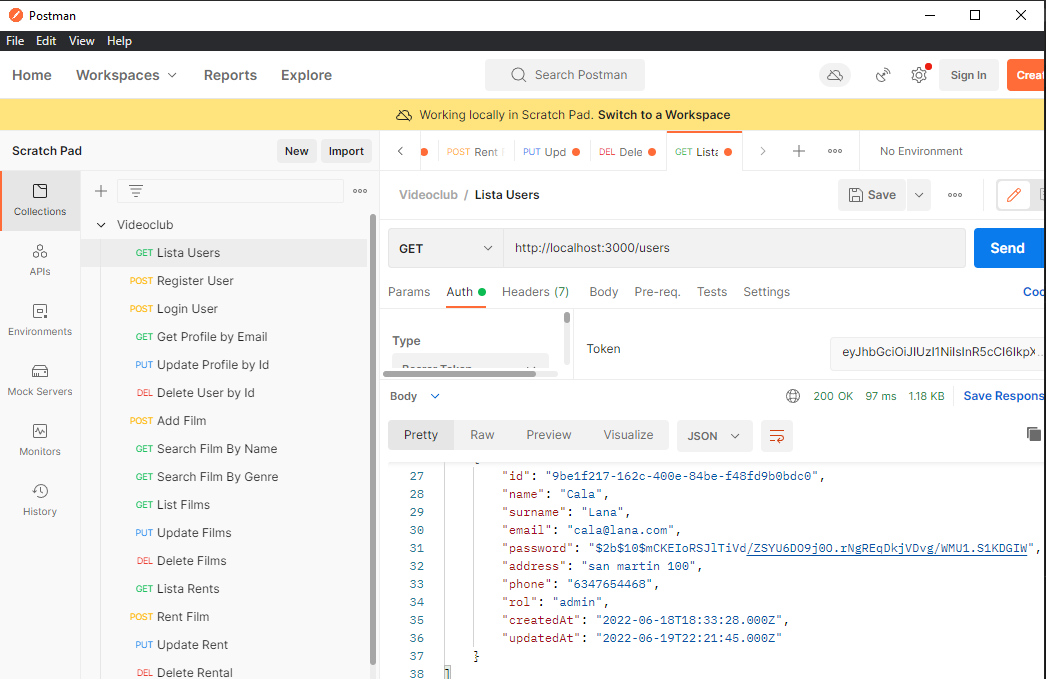 Postman
File Edit View Help
Home Workspaces Reports Explore Search Postman Sign In Creat
Working locally in Scratch Pad. Switch to a Workspace
Scratch Pad New Import
POST Rent PUT Upd DEL Dele GET Lista No Environment
Collections
APIs
Environments
Mock Servers
Monitors
History
Videoclub
GET Lista Users
POST Register User
POST Login User
GET Get Profile by Email
PUT Update Profile by Id
DEL Delete User by Id
POST Add Film
GET Search Film By Name
GET Search Film By Genre
GET List Films
PUT Update Films
DEL Delete Films
GET Lista Rents
POST Rent Film
PUT Update Rent
DEL Delete Rental
Videoclub / Lista Users Save
GET http://localhost:3000/users Send
Params Auth Headers (7) Body Pre-req. Tests Settings Coo
Type
Bearer Token
Token eyJhbGciOiJIUzI1NiIsInR5cCI6IkpX...
Body 200 OK 97 ms 1.18 KB Save Respons
Pretty Raw Preview Visualize JSON
27 "id": "9be1f217-162c-400e-84be-f48fd9b0bdc0",
28 "name": "Cala",
29 "surname": "Lana",
30 "email": "cala@lana.com",
31 "password": "$2b$10$mCKEIoRSJlTiVd/ZSYU6DO9j0O.rNgREqDkjVDvg/WMU1.S1KDGIW",
32 "address": "san martin 100",
33 "phone": "6347654468",
34 "rol": "admin",
35 "createdAt": "2022-06-18T18:33:28.000Z",
36 "updatedAt": "2022-06-19T22:21:45.000Z"
37 }
38 ]